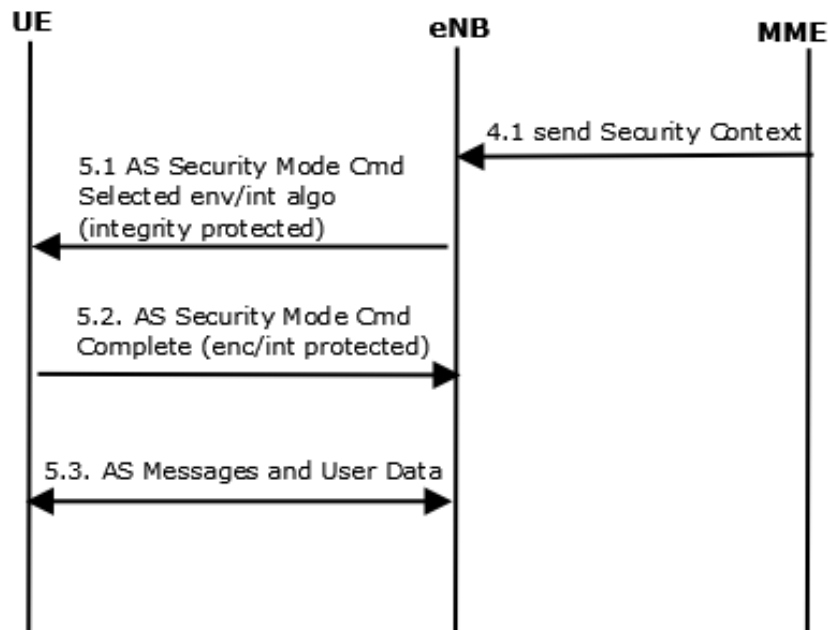 UE
eNB
MME
4.1 send Security Context
5.1 AS Security Mode Cmd
Selected env/int algo
(integrity protected)
5.2. AS Security Mode Cmd
Complete (enc/int protected)
5.3. AS Messages and User Data